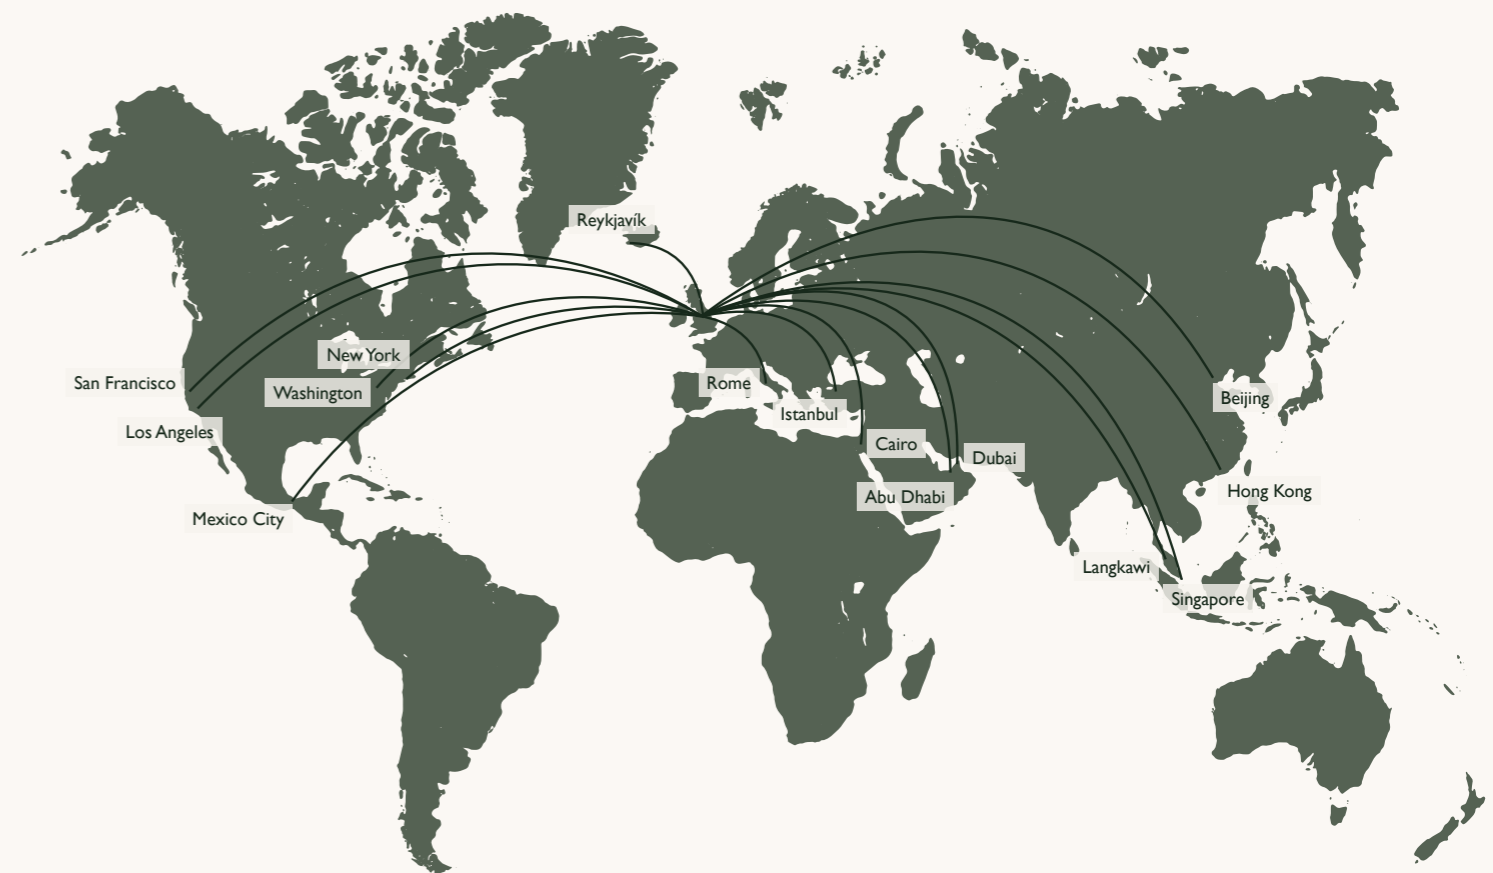 Reykjavík
New York
San Francisco
Washington
Rome
Beijing
Istanbul
Los Angeles
Cairo
Dubai
Abu Dhabi
Hong Kong
Mexico City
Langkawi
Singapore